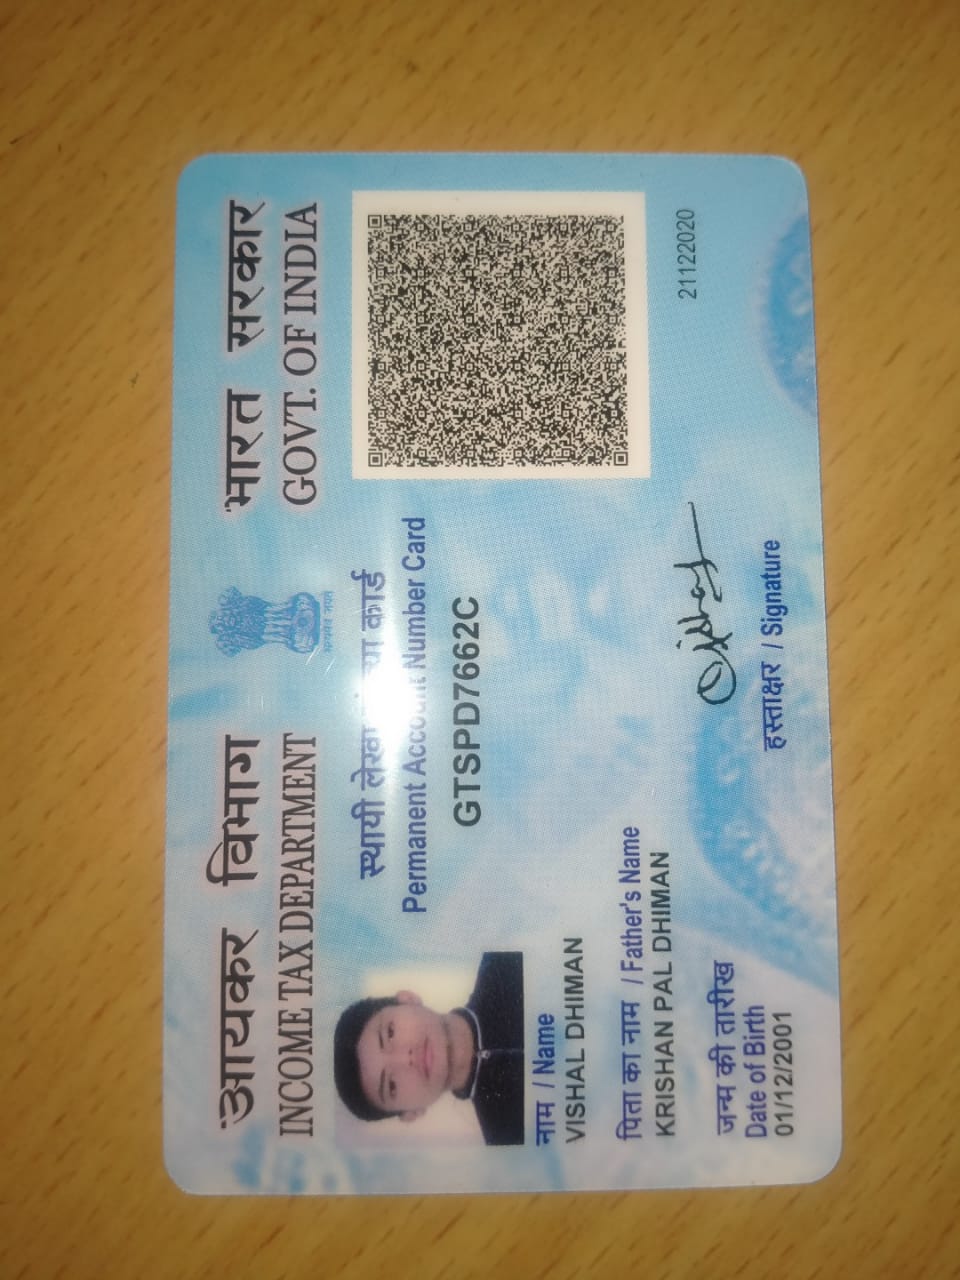 आयकर विभाग
INCOME TAX DEPARTMENT
भारत सरकार
GOVT. OF INDIA
स्थायी लेखा कार्ड
Permanent Account Number Card
GTSPD7662C
नाम / Name
VISHAL DHIMAN
पिता का नाम / Father's Name
KRISHAN PAL DHIMAN
जन्म की तारीख
Date of Birth
01/12/2001
हस्ताक्षर / Signature
21122020